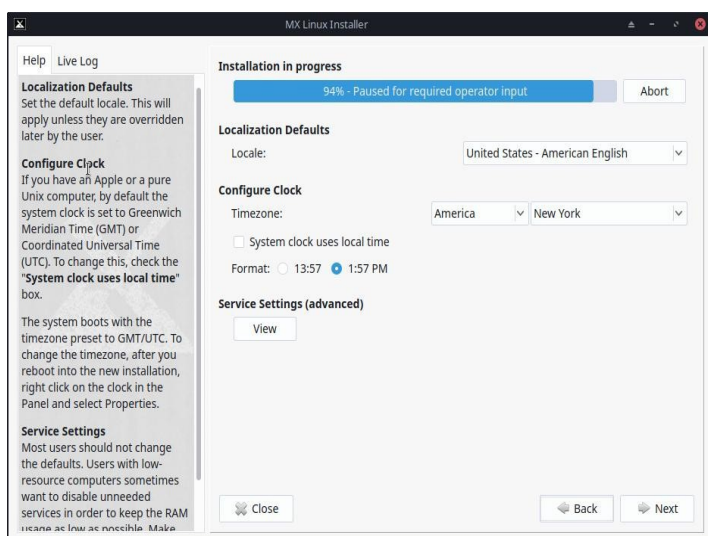 MX Linux Installer
Help
Live Log
Localization Defaults
Set the default locale. This will
apply unless they are overridden
later by the user.
Configure Clock
If you have an Apple or a pure
Unix computer, by default the
system clock is set to Greenwich
Meridian Time (GMT) or
Coordinated Universal Time
(UTC). To change this, check the
"System clock uses local time"
box.
The system boots with the
timezone preset to GMT/UTC. To
change the timezone, after you
reboot into the new installation,
right click on the clock in the
Panel and select Properties.
Service Settings
Most users should not change
the defaults. Users with low-
resource computers sometimes
want to disable unneeded
services in order to keep the RAM
usage as low as possible. Make
Installation in progress
94% - Paused for required operator input
Abort
Localization Defaults
Locale: United States - American English
Configure Clock
Timezone: America New York
System clock uses local time
Format: 13:57 1:57 PM
Service Settings (advanced)
View
Close
Back
Next